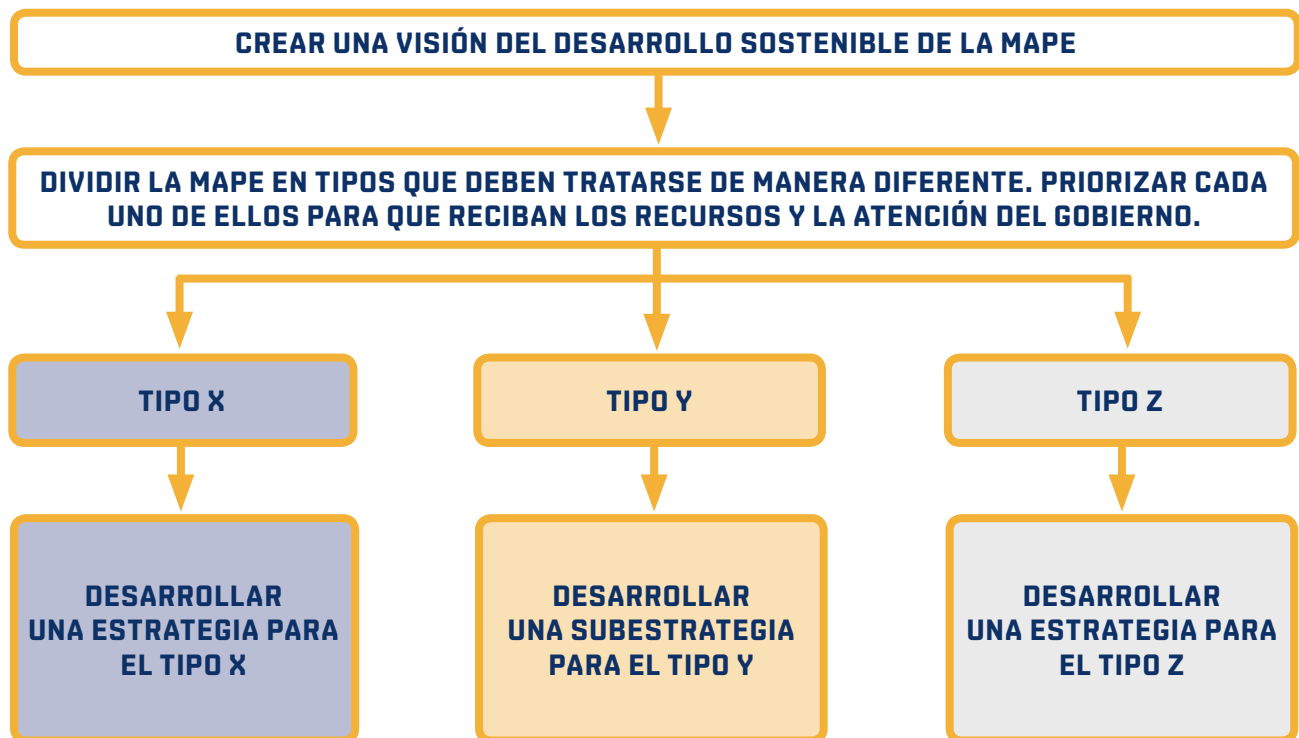 CREAR UNA VISIÓN DEL DESARROLLO SOSTENIBLE DE LA MAPE
DIVIDIR LA MAPE EN TIPOS QUE DEBEN TRATARSE DE MANERA DIFERENTE. PRIORIZAR CADA
UNO DE ELLOS PARA QUE RECIBAN LOS RECURSOS Y LA ATENCIÓN DEL GOBIERNO.
TIPO X
TIPO Y
TIPO Z
DESARROLLAR
UNA ESTRATEGIA PARA
EL TIPO X
DESARROLLAR
UNA SUBESTRATEGIA
PARA EL TIPO Y
DESARROLLAR
UNA ESTRATEGIA PARA
EL TIPO Z